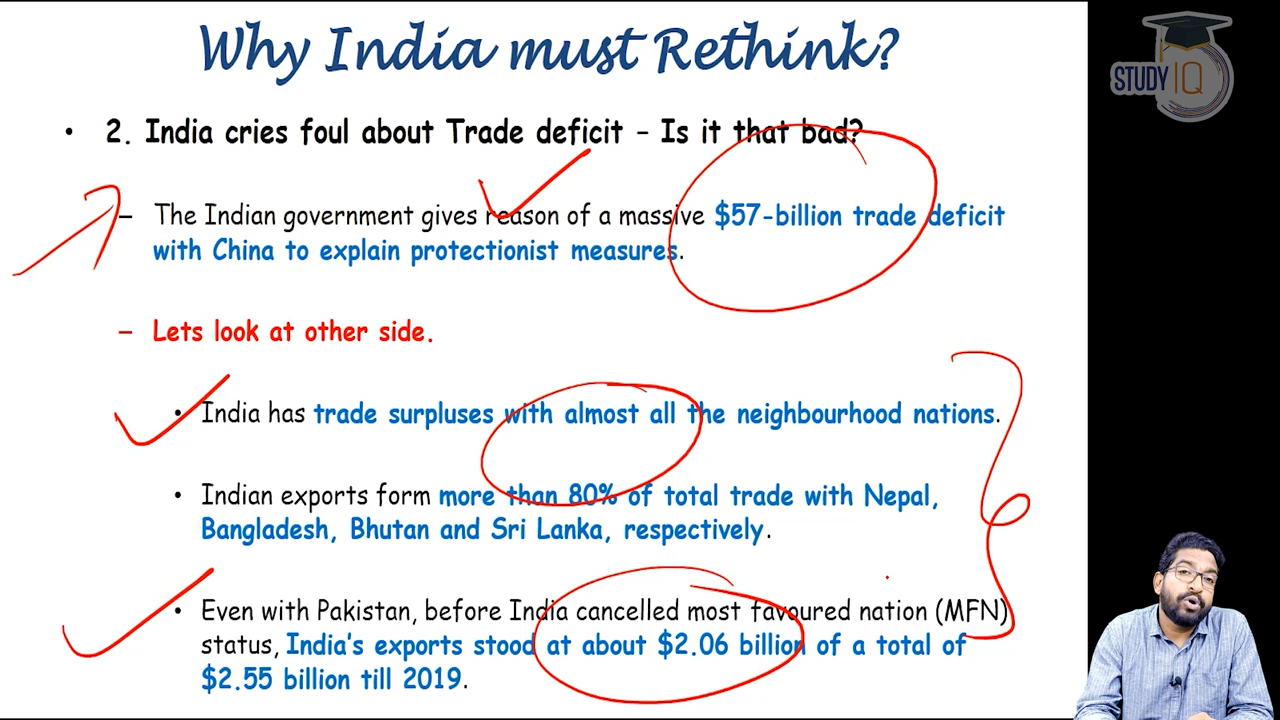 Why India must Rethink?
STUDY IQ
• 2. India cries foul about Trade deficit – Is it that bad?
– The Indian government gives reason of a massive $57-billion trade deficit
with China to explain protectionist measures.
– Lets look at other side.
• India has trade surpluses with almost all the neighbourhood nations.
• Indian exports form more than 80% of total trade with Nepal,
Bangladesh, Bhutan and Sri Lanka, respectively.
• Even with Pakistan, before India cancelled most favoured nation (MFN)
status, India's exports stood at about $2.06 billion of a total of
$2.55 billion till 2019.